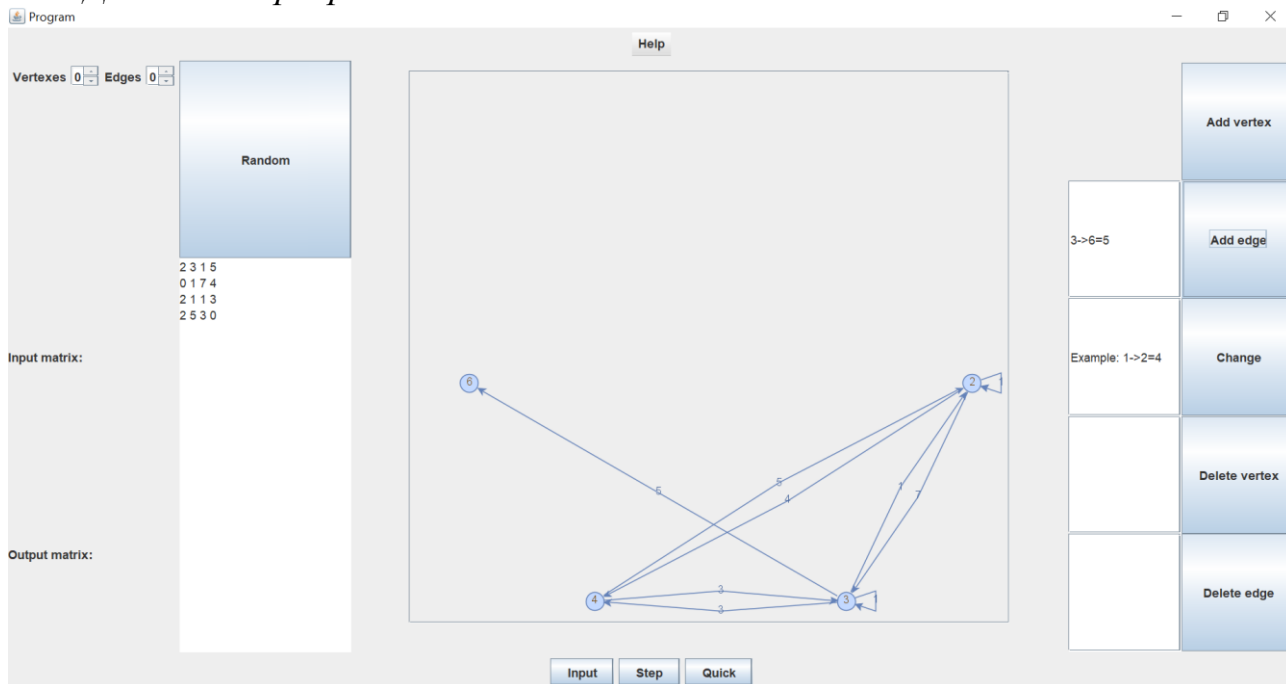 Program
Help
Vertexes 0 Edges 0
Random
2 3 1 5
0 1 7 4
2 1 1 3
2 5 3 0
Input matrix:
Output matrix:
6
2
1
5
5
4
1
7
4
3
3
3
1
Add vertex
3->6=5
Add edge
Example: 1->2=4
Change
Delete vertex
Delete edge
Input Step Quick